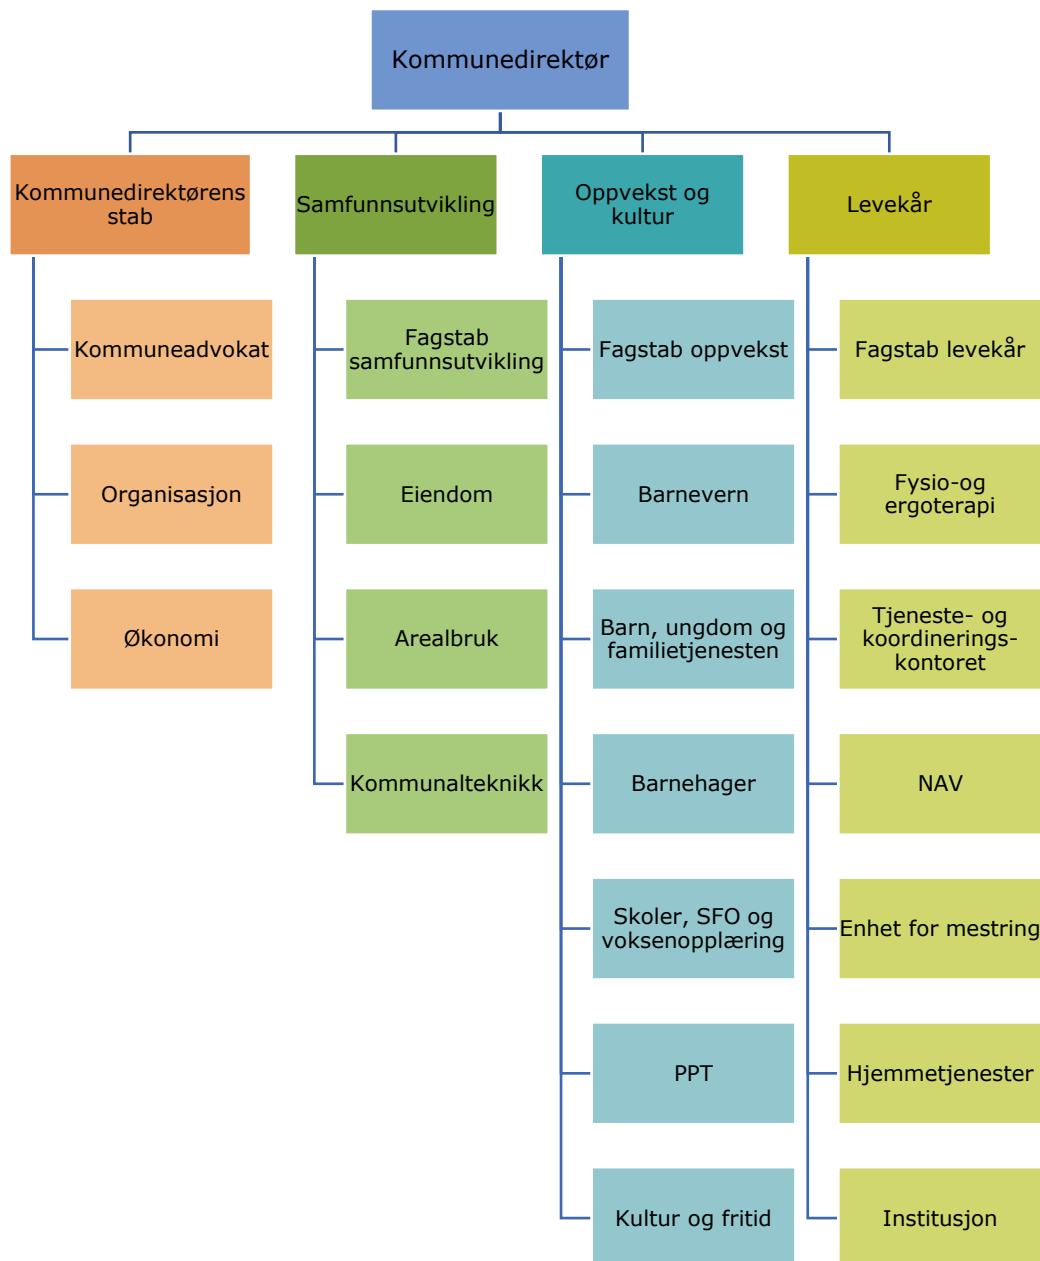 Kommunedirektør
Kommunedirektørens
stab
Kommuneadvokat
Organisasjon
Økonomi
Samfunnsutvikling
Fagstab
samfunnsutvikling
Eiendom
Arealbruk
Kommunalteknikk
Oppvekst og
kultur
Fagstab oppvekst
Barnevern
Barn, ungdom og
familietjenesten
Barnehager
Skoler, SFO og
voksenopplæring
PPT
Kultur og fritid
Levekår
Fagstab levekår
Fysio-og
ergoterapi
Tjeneste- og
koordinerings-
kontoret
NAV
Enhet for mestring
Hjemmetjenester
Institusjon